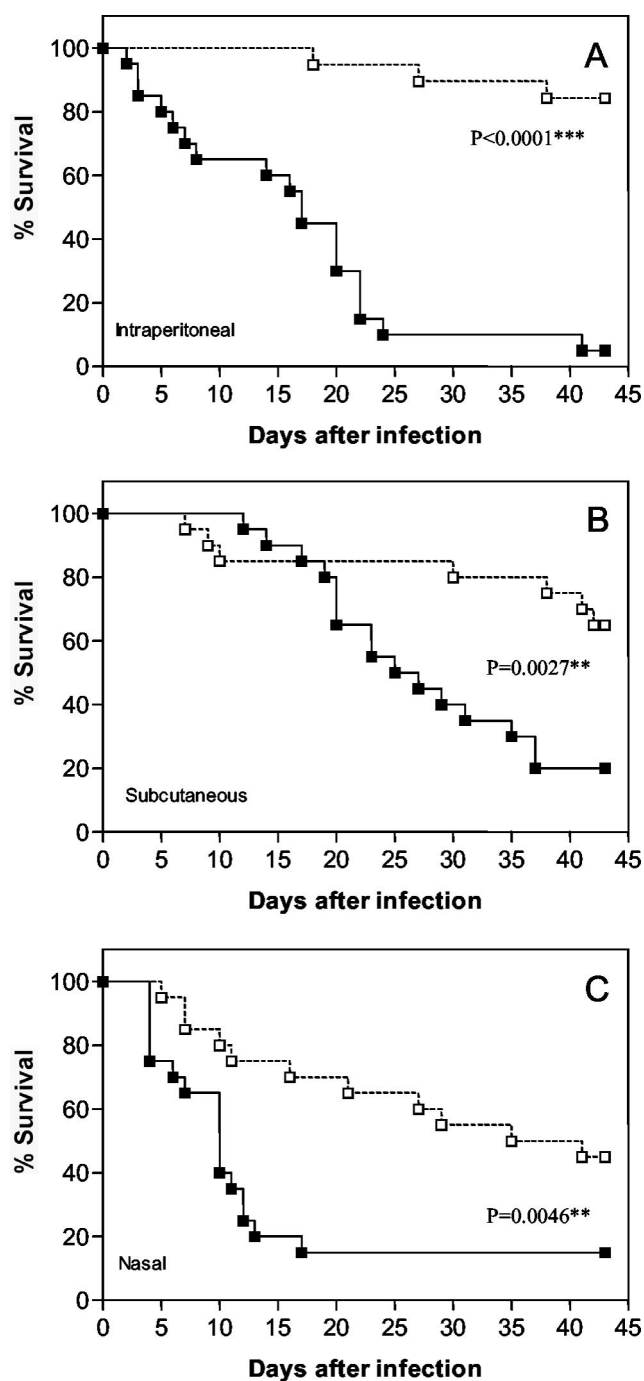 A
100
80
60
40
20
0
% Survival
P<0.0001***
Intraperitoneal
0 5 10 15 20 25 30 35 40 45
Days after infection
B
100
80
60
40
20
0
% Survival
P=0.0027**
Subcutaneous
0 5 10 15 20 25 30 35 40 45
Days after infection
C
100
80
60
40
20
0
% Survival
P=0.0046**
Nasal
0 5 10 15 20 25 30 35 40 45
Days after infection